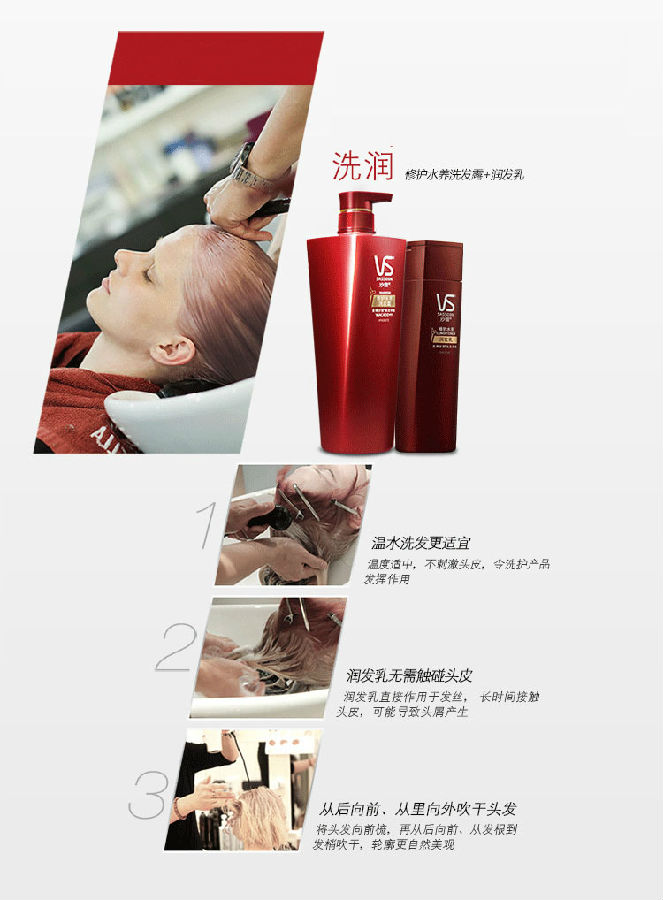 洗润 修护水养洗发露+润发乳
VS
SASSOON
沙宣
VS
SASSOON
沙宣
润发乳
1
温水洗发更适宜
温度适中，不刺激头皮，令洗护产品
发挥作用
2
润发乳无需触碰头皮
润发乳直接作用于发丝， 长时间接触
头皮，可能导致头屑产生
3
从后向前、从里向外吹干头发
将头发向前梳，再从后向前、从发根到
发梢吹干，轮廓更自然美观